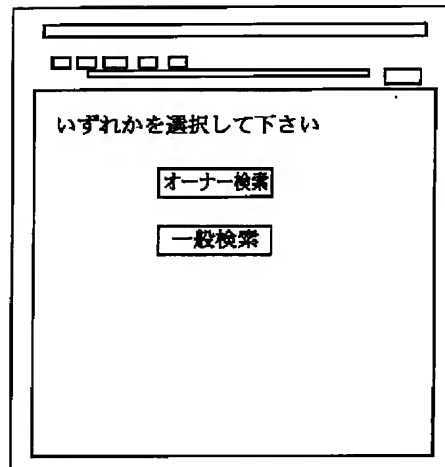 いずれかを選択して下さい
オーナー検索
一般検索